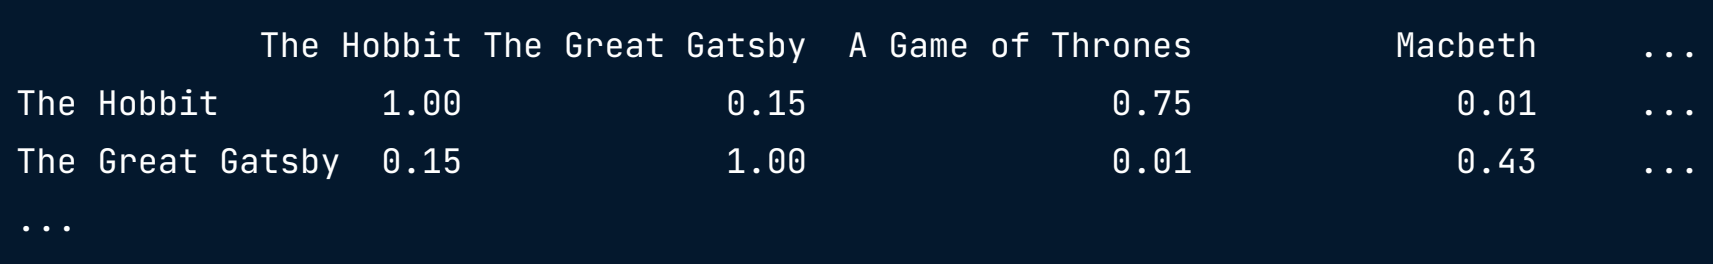 The Hobbit The Great Gatsby A Game of Thrones Macbeth ...
The Hobbit 1.00 0.15 0.75 0.01 ...
The Great Gatsby 0.15 1.00 0.01 0.43 ...
...